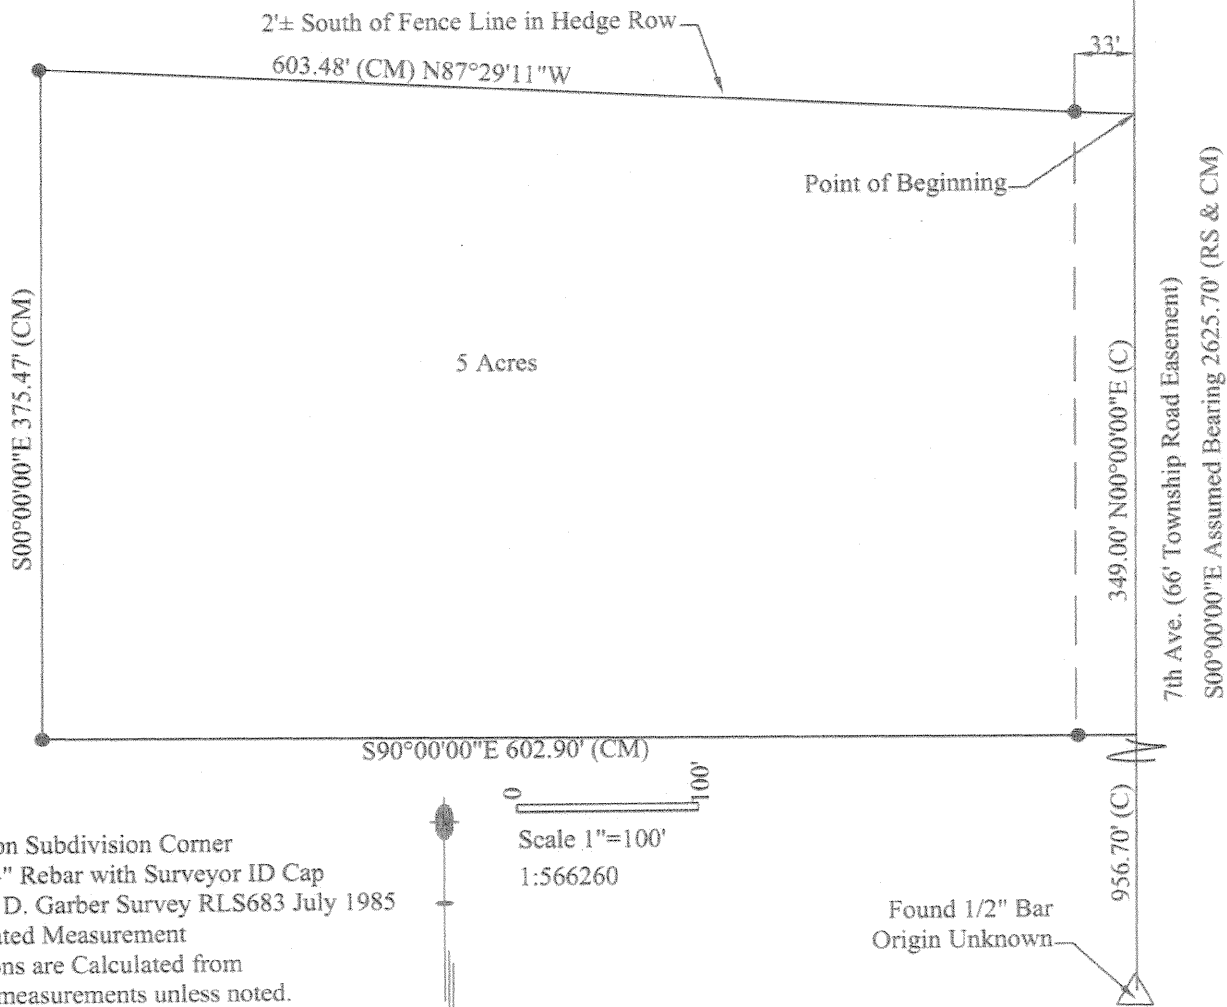 2'± South of Fence Line in Hedge Row
603.48' (CM) N87°29'11"W
33'
Point of Beginning
S00°00'00"E 375.47' (CM)
5 Acres
349.00' N00°00'00"E (C)
7th Ave. (66' Township Road Easement)
S00°00'00"E Assumed Bearing 2625.70' (RS & CM)
S90°00'00"E 602.90' (CM)
0 100'
Scale 1"=100'
1:566260
956.70' (C)
on Subdivision Corner
" Rebar with Surveyor ID Cap
D. Garber Survey RLS683 July 1985
ted Measurement
ns are Calculated from
measurements unless noted.
Found 1/2" Bar
Origin Unknown